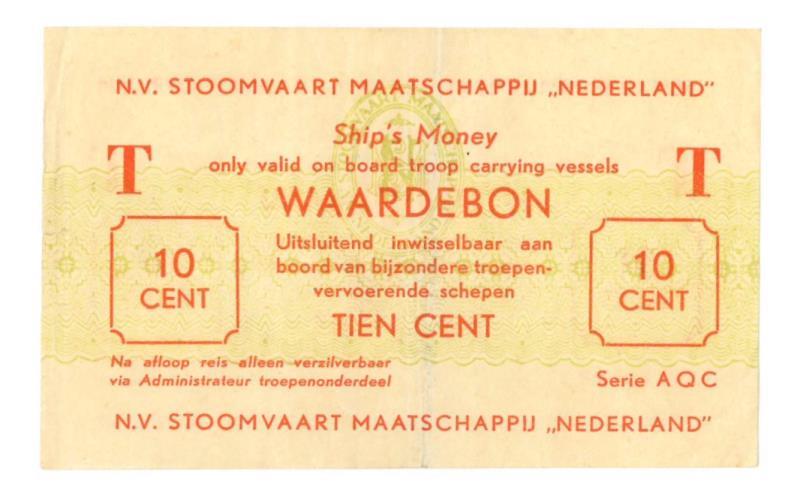 N.V. STOOMVAART MAATSCHAPPIJ „NEDERLAND”
Ship's Money
only valid on board troop carrying vessels
T
T
WAARDEBON
10
CENT
Uitsluitend inwisselbaar aan
boord van bijzondere troepen-
vervoerende schepen
TIEN CENT
10
CENT
Na afloop reis alleen verzilverbaar
via Administrateur troepenonderdeel
Serie AQC
N.V. STOOMVAART MAATSCHAPPIJ „NEDERLAND”